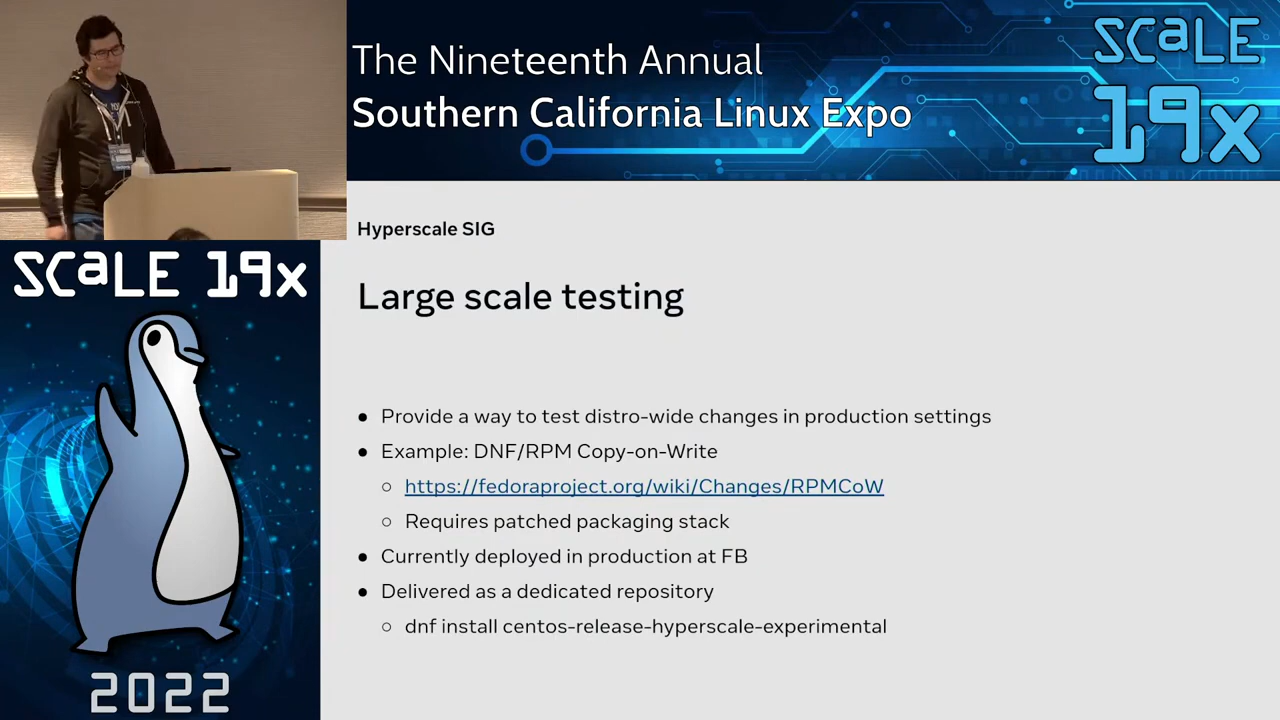 The Nineteenth Annual
Southern California Linux Expo
SCaLE
19x
Hyperscale SIG
Large scale testing
SCaLE 19x
● Provide a way to test distro-wide changes in production settings
● Example: DNF/RPM Copy-on-Write
○ https://fedoraproject.org/wiki/Changes/RPMCoW
○ Requires patched packaging stack
● Currently deployed in production at FB
● Delivered as a dedicated repository
○ dnf install centos-release-hyperscale-experimental
2022